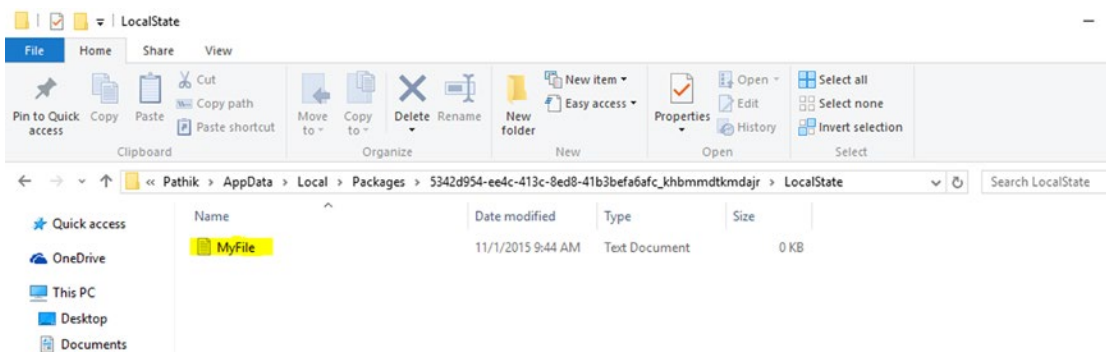 LocalState
File Home Share View
Pin to Quick access
Copy
Paste
Cut
Copy path
Paste shortcut
Clipboard
Move to
Copy to
Delete
Rename
Organize
New folder
New item
Easy access
New
Properties
Open
Edit
History
Open
Select all
Select none
Invert selection
Select
« Pathik > AppData > Local > Packages > 5342d954-ee4c-413c-8ed8-41b3befa6afc_khbmmdtkmdajr > LocalState
Search LocalState
Quick access
OneDrive
This PC
Desktop
Documents
Name Date modified Type Size
MyFile 11/1/2015 9:44 AM Text Document 0 KB